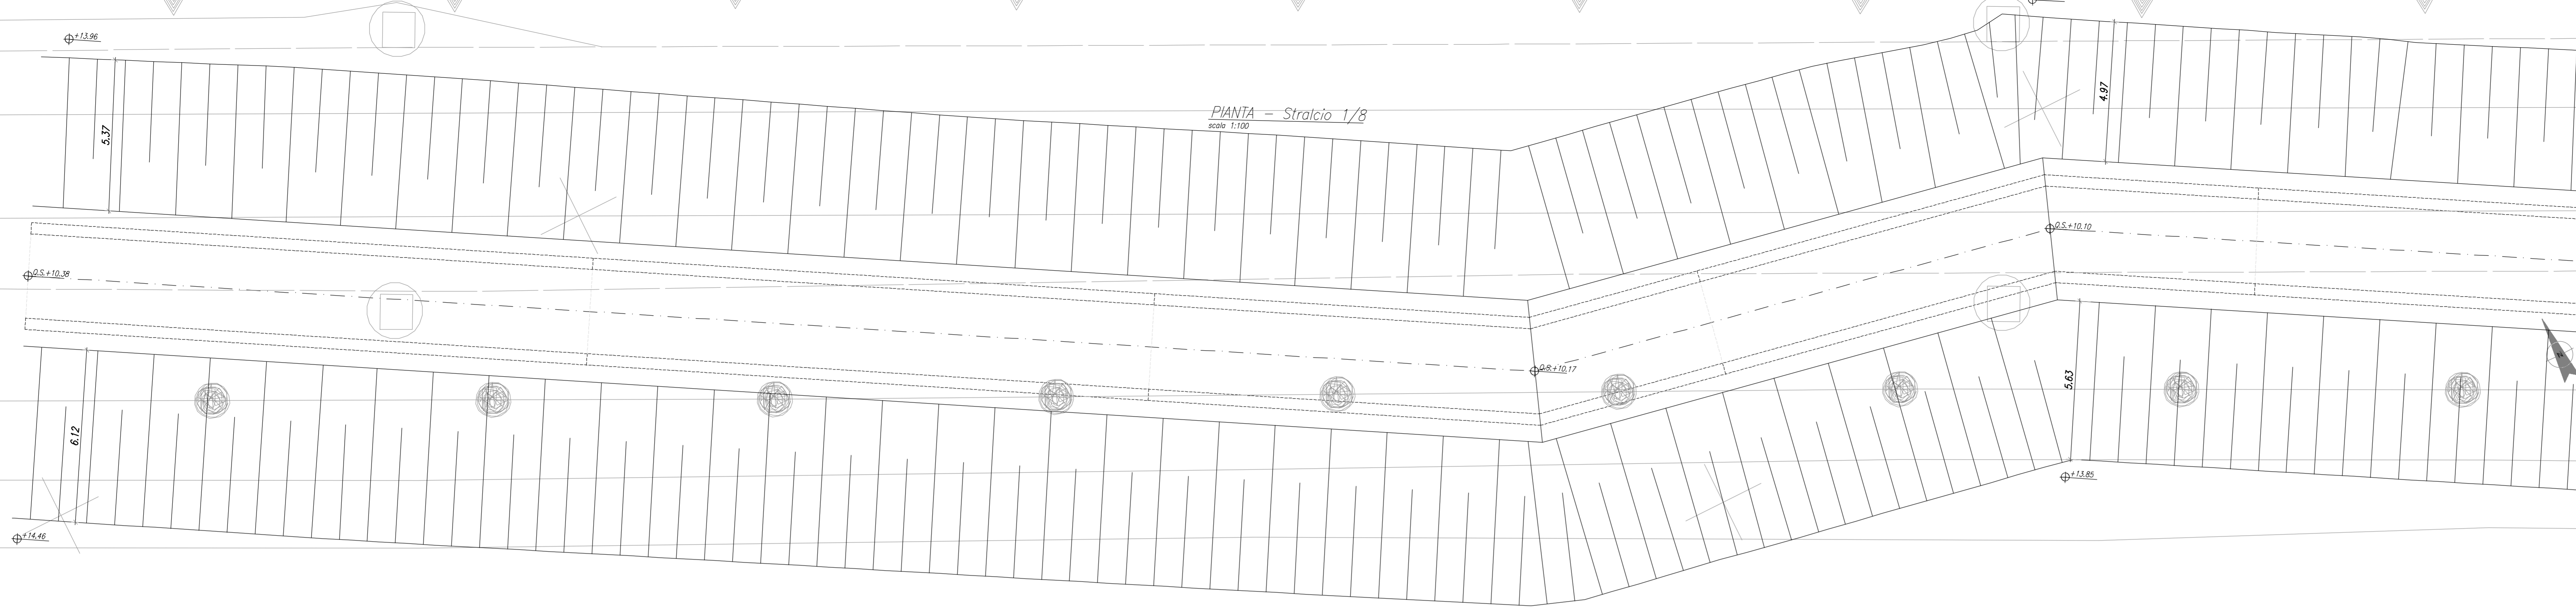 +13.96
PIANTA – Stralcio 1/8
scala 1:100
5.37
4.97
Q.S.+10.10
Q.S.+10.38
Q.S.+10.17
6.12
5.63
+13.85
+14.46
N